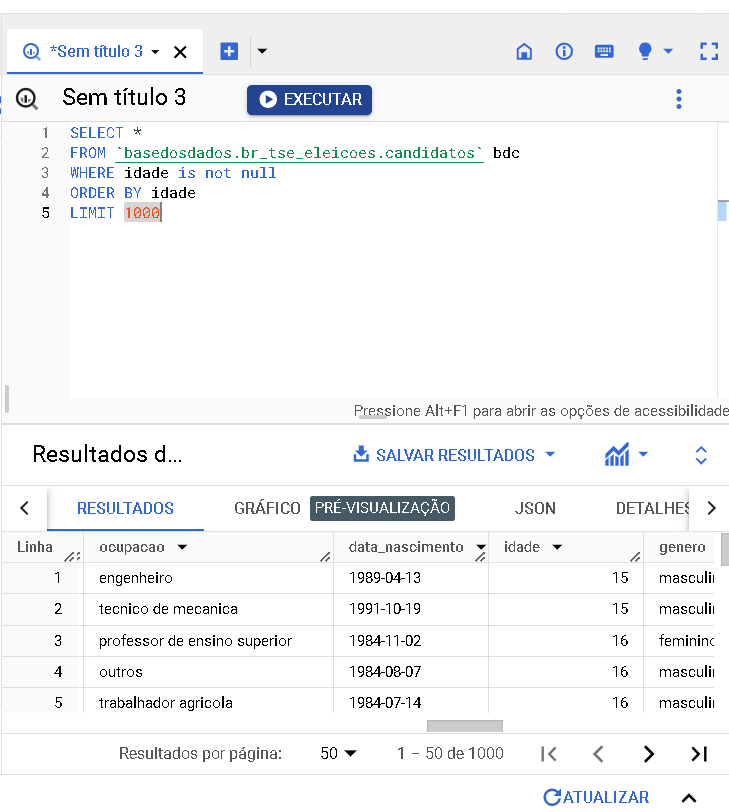 *Sem título 3
Sem título 3
EXECUTAR
1 SELECT *
2 FROM `basedosdados.br_tse_eleicoes.candidatos` bdc
3 WHERE idade is not null
4 ORDER BY idade
5 LIMIT 1000
Pressione Alt+F1 para abrir as opções de acessibilidade
Resultados d...
SALVAR RESULTADOS
RESULTADOS GRÁFICO PRÉ-VISUALIZAÇÃO JSON DETALHES
Linha ocupacao data_nascimento idade genero
1 engenheiro 1989-04-13 15 masculin
2 tecnico de mecanica 1991-10-19 15 masculin
3 professor de ensino superior 1984-11-02 16 feminino
4 outros 1984-08-07 16 masculin
5 trabalhador agricola 1984-07-14 16 masculin
Resultados por página: 50 1 – 50 de 1000
ATUALIZAR